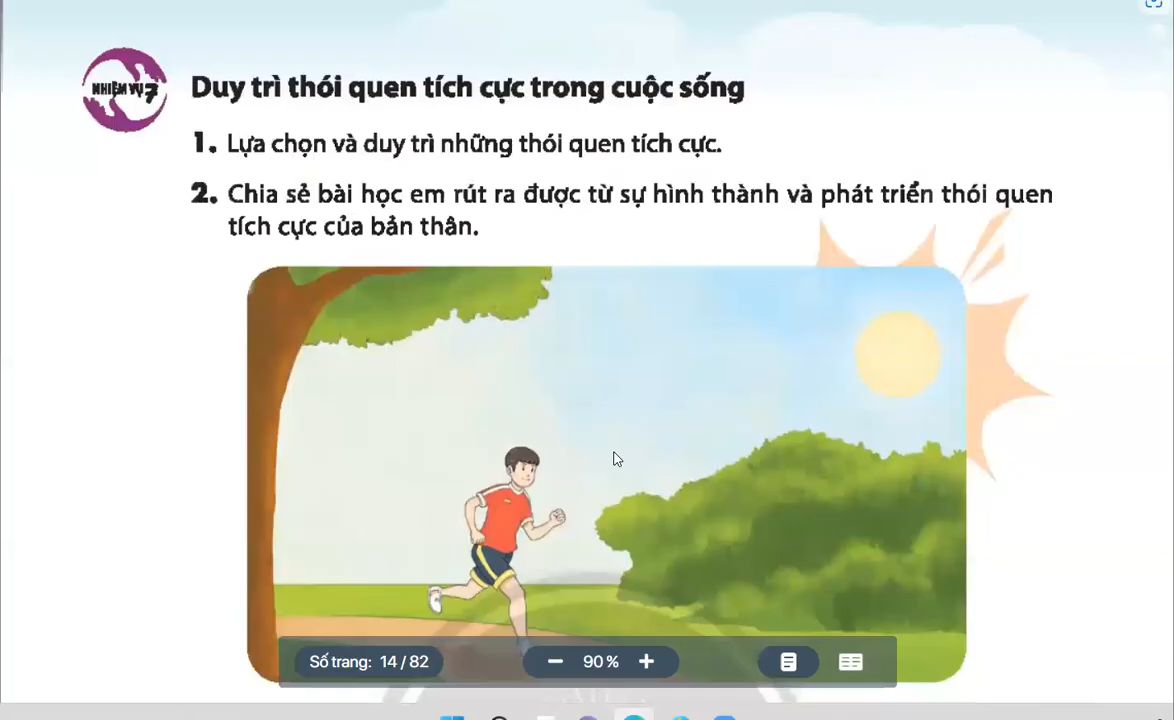 NHIỆM VỤ 7
Duy trì thói quen tích cực trong cuộc sống
1. Lựa chọn và duy trì những thói quen tích cực.
2. Chia sẻ bài học em rút ra được từ sự hình thành và phát triển thói quen
tích cực của bản thân.
Số trang: 14 / 82
90 %